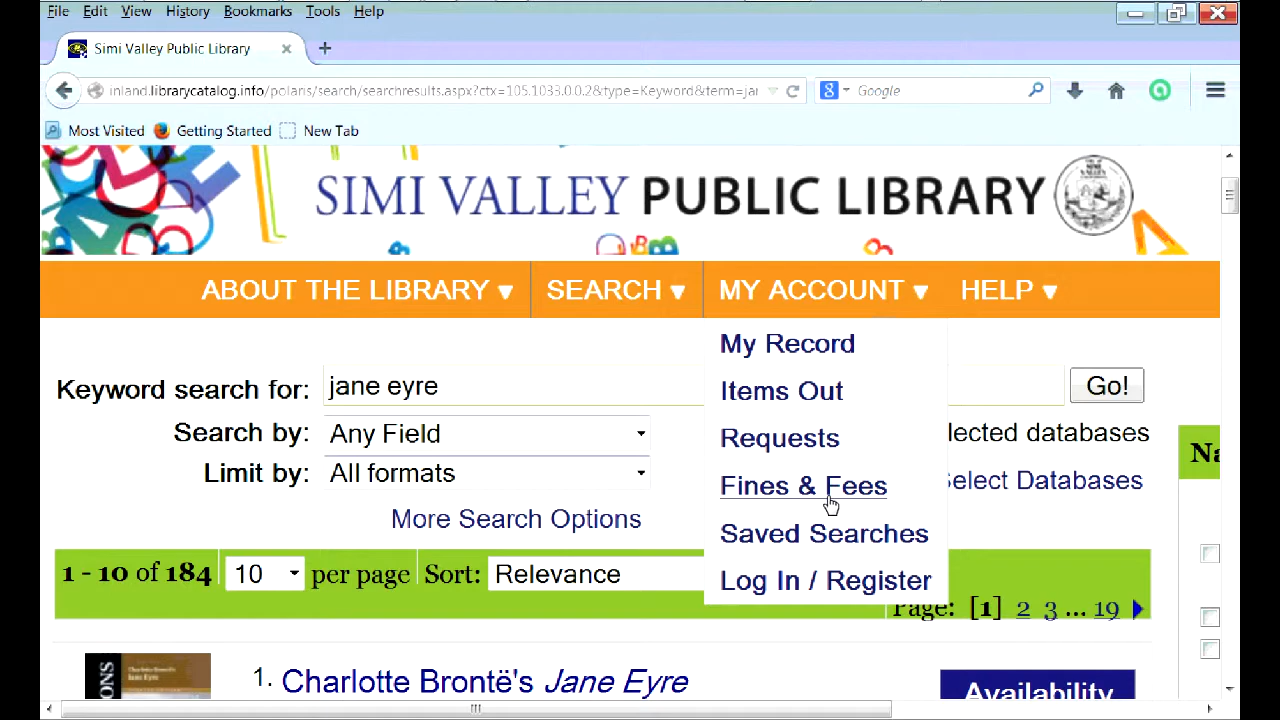 File Edit View History Bookmarks Tools Help
Simi Valley Public Library
inland.librarycatalog.info/polaris/search/searchresults.aspx?ctx=105.1033.0.0.2&type=Keyword&term=jar
Google
Most Visited Getting Started New Tab
SIMI VALLEY PUBLIC LIBRARY
ABOUT THE LIBRARY SEARCH MY ACCOUNT HELP
My Record
Keyword search for: jane eyre Go!
Items Out
Search by: Any Field Requests lected databases
Limit by: All formats Fines & Fees Select Databases
More Search Options Saved Searches
1 - 10 of 184 10 per page Sort: Relevance Log In / Register
Page: [1] 2 3 ... 19
1. Charlotte Brontë's Jane Eyre
Availability